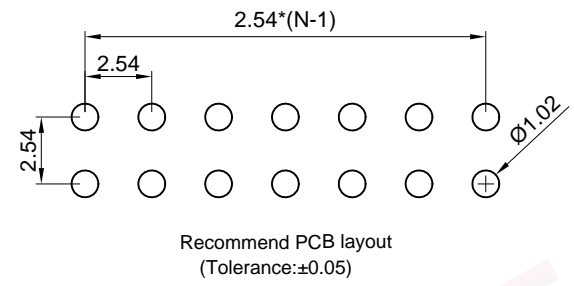 2.54*(N-1)
2.54
2.54
Ø1.02
Recommend PCB layout
(Tolerance:±0.05)